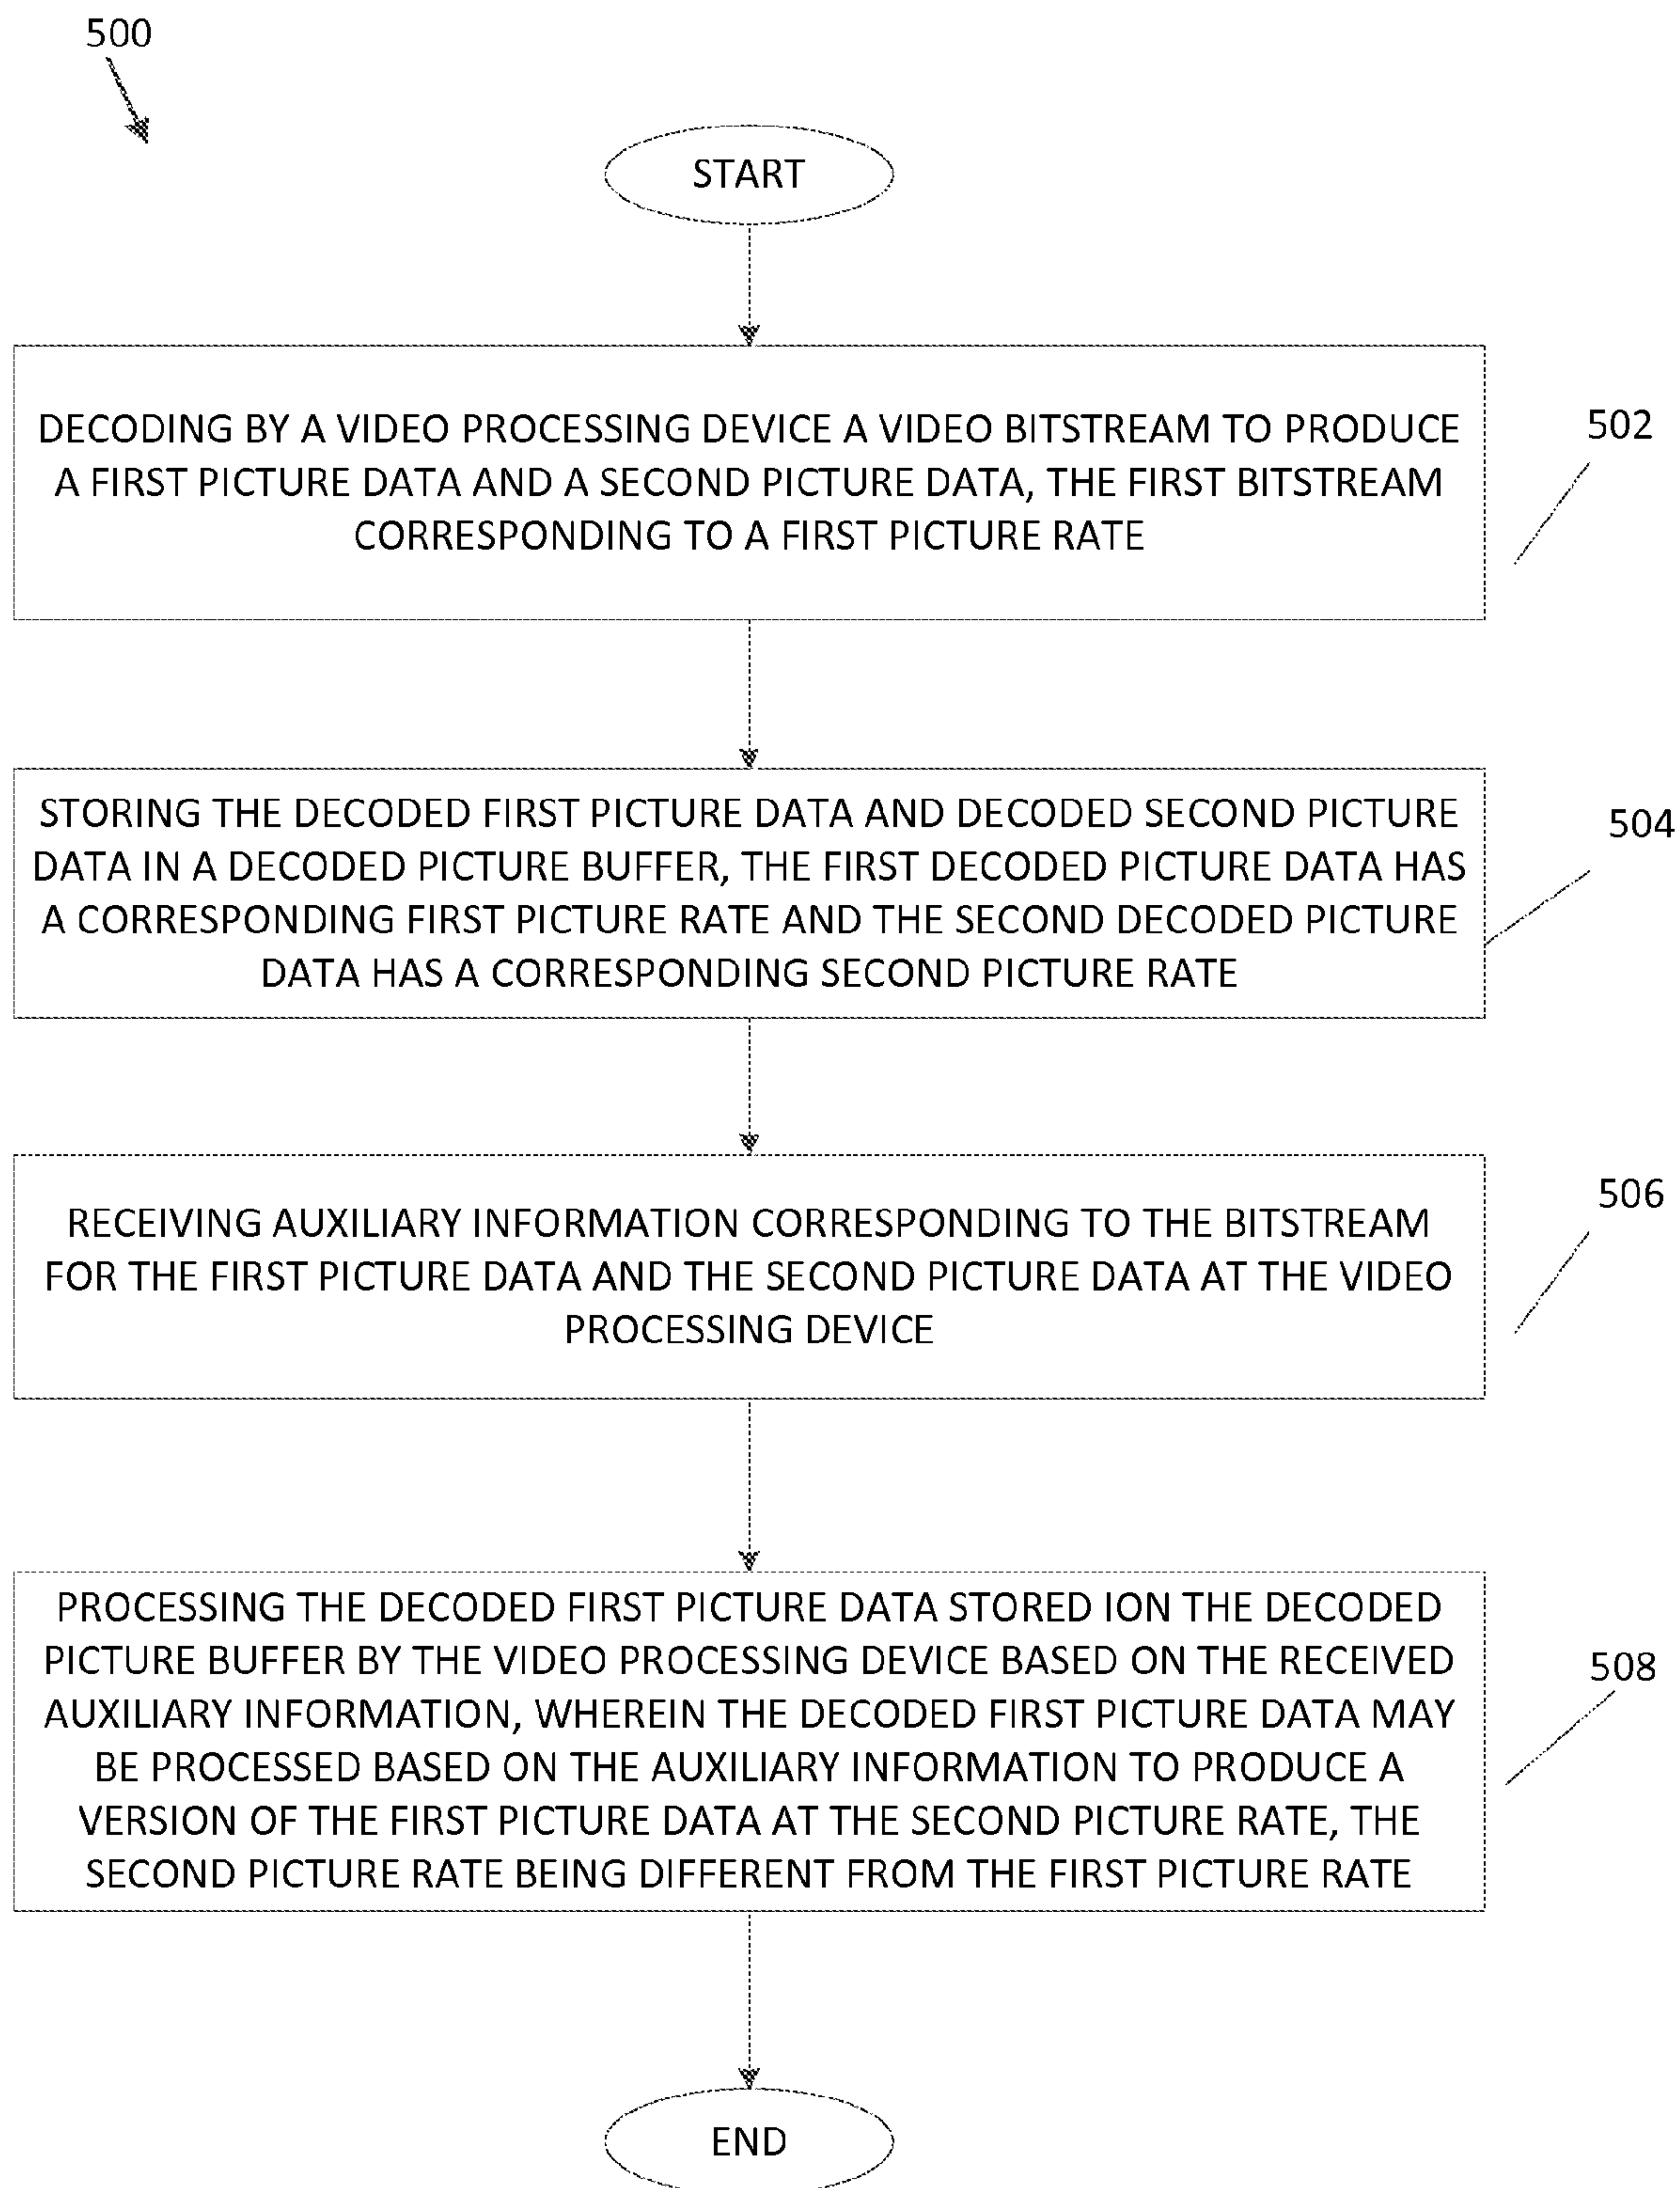 500
START
DECODING BY A VIDEO PROCESSING DEVICE A VIDEO BITSTREAM TO PRODUCE
A FIRST PICTURE DATA AND A SECOND PICTURE DATA, THE FIRST BITSTREAM
CORRESPONDING TO A FIRST PICTURE RATE
502
STORING THE DECODED FIRST PICTURE DATA AND DECODED SECOND PICTURE
DATA IN A DECODED PICTURE BUFFER, THE FIRST DECODED PICTURE DATA HAS
A CORRESPONDING FIRST PICTURE RATE AND THE SECOND DECODED PICTURE
DATA HAS A CORRESPONDING SECOND PICTURE RATE
504
RECEIVING AUXILIARY INFORMATION CORRESPONDING TO THE BITSTREAM
FOR THE FIRST PICTURE DATA AND THE SECOND PICTURE DATA AT THE VIDEO
PROCESSING DEVICE
506
PROCESSING THE DECODED FIRST PICTURE DATA STORED ION THE DECODED
PICTURE BUFFER BY THE VIDEO PROCESSING DEVICE BASED ON THE RECEIVED
AUXILIARY INFORMATION, WHEREIN THE DECODED FIRST PICTURE DATA MAY
BE PROCESSED BASED ON THE AUXILIARY INFORMATION TO PRODUCE A
VERSION OF THE FIRST PICTURE DATA AT THE SECOND PICTURE RATE, THE
SECOND PICTURE RATE BEING DIFFERENT FROM THE FIRST PICTURE RATE
508
END